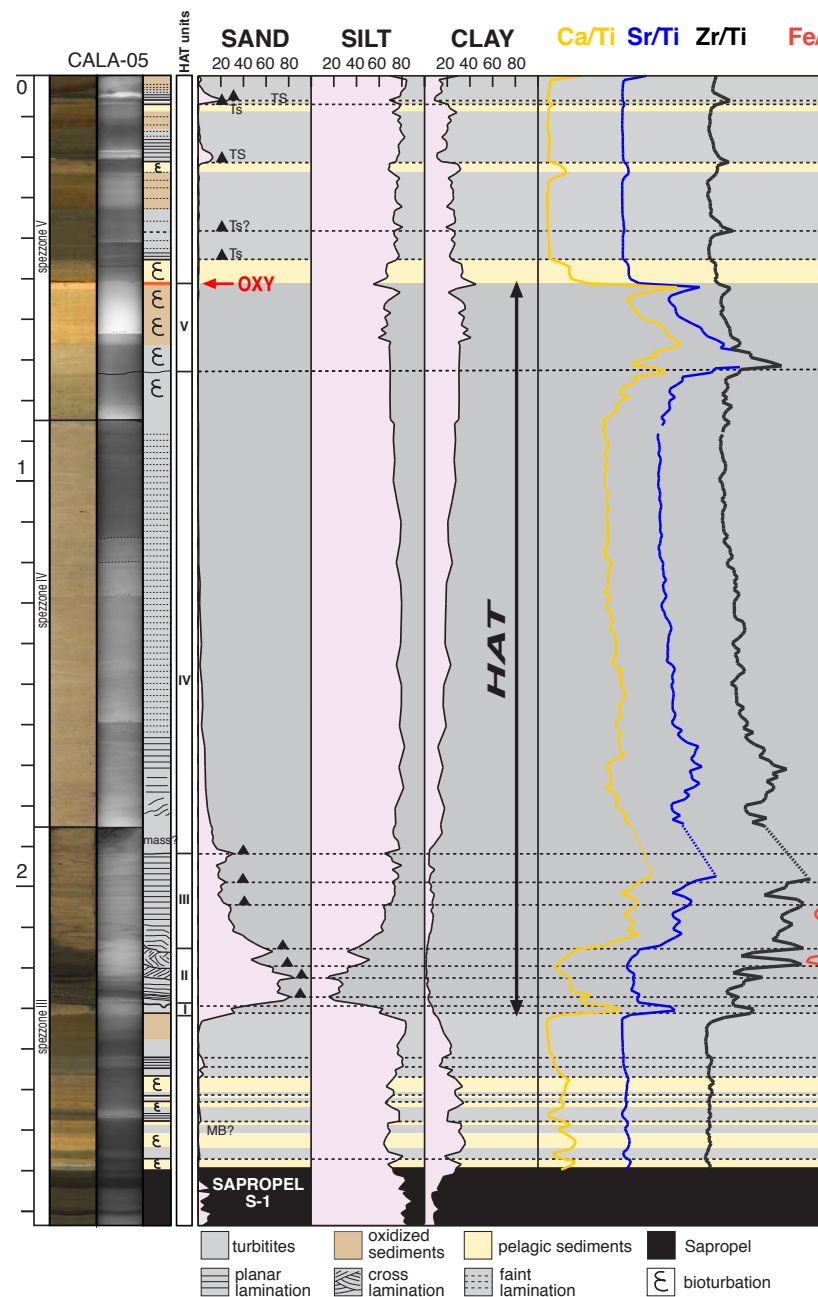 CALA-05
HAT units
SAND
SILT
CLAY
Ca/Ti
Sr/Ti
Zr/Ti
Fe/
20 40 60 80
20 40 60 80
20 40 60 80
0
TS
Ts
TS
ε
Ts?
Ts
ε
OXY
spezzone V
ε
V
ε
ε
ε
1
spezzone IV
HAT
IV
mass?
2
III
II
I
spezzone III
ε
ε
MB?
ε
ε
SAPROPEL
S-1
turbitites
oxidized
sediments
pelagic sediments
Sapropel
planar
lamination
cross
lamination
faint
lamination
ε
bioturbation